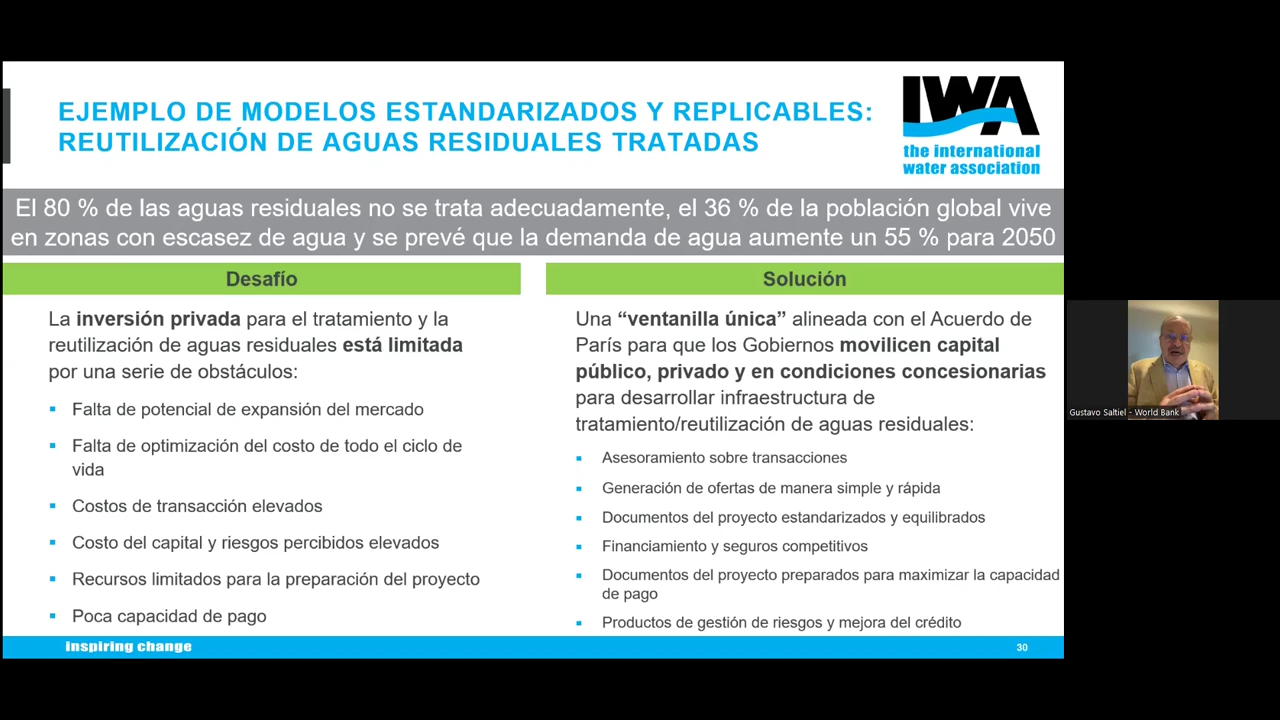 EJEMPLO DE MODELOS ESTANDARIZADOS Y REPLICABLES:
REUTILIZACIÓN DE AGUAS RESIDUALES TRATADAS
IWA
the international
water association
El 80 % de las aguas residuales no se trata adecuadamente, el 36 % de la población global vive
en zonas con escasez de agua y se prevé que la demanda de agua aumente un 55 % para 2050
Desafío
La inversión privada para el tratamiento y la
reutilización de aguas residuales está limitada
por una serie de obstáculos:
▪ Falta de potencial de expansión del mercado
▪ Falta de optimización del costo de todo el ciclo de
vida
▪ Costos de transacción elevados
▪ Costo del capital y riesgos percibidos elevados
▪ Recursos limitados para la preparación del proyecto
▪ Poca capacidad de pago
Solución
Una “ventanilla única” alineada con el Acuerdo de
París para que los Gobiernos movilicen capital
público, privado y en condiciones concesionarias
para desarrollar infraestructura de
tratamiento/reutilización de aguas residuales:
▪ Asesoramiento sobre transacciones
▪ Generación de ofertas de manera simple y rápida
▪ Documentos del proyecto estandarizados y equilibrados
▪ Financiamiento y seguros competitivos
▪ Documentos del proyecto preparados para maximizar la capacidad
de pago
▪ Productos de gestión de riesgos y mejora del crédito
inspiring change
30
Gustavo Saltiel - World Bank